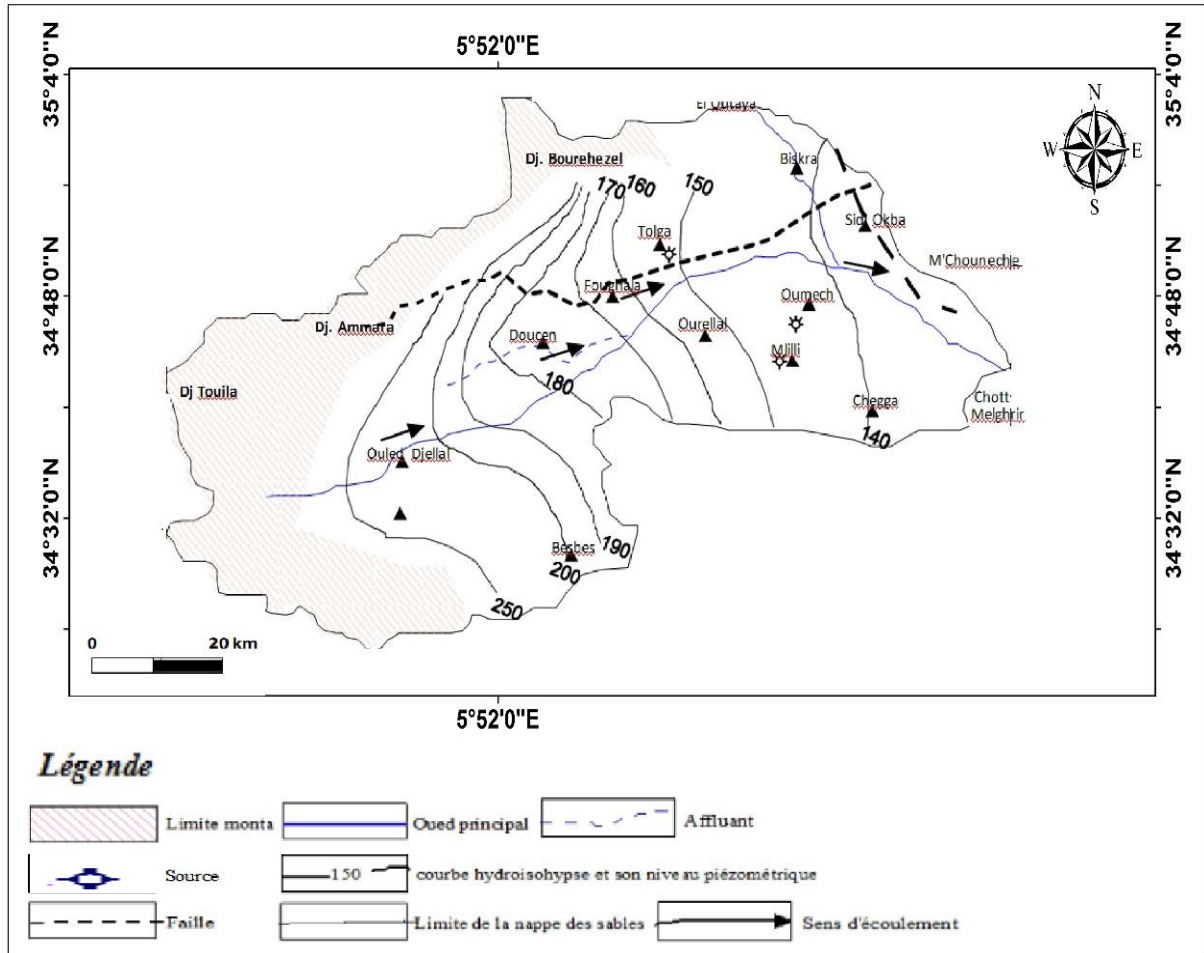 5°52'0"E
35°4'0"N
35°4'0"N
El Outaya
N
W E
S
Dj. Bourehezel
Biskra
170
160
150
Tolga
Sidi Okba
M'Chounechle
Foughala
34°48'0"N
34°48'0"N
Oumech
Dj. Ammara
Doucen
Ourellal
Mlilli
180
Dj Touila
Chegga
Chott
Melghrir
140
Ouled Djellal
34°32'0"N
34°32'0"N
190
Besbes
200
250
0 20 km
5°52'0"E
Légende
Limite monta
Oued principal
Affluant
Source
150
courbe hydroisohypse et son niveau piézométrique
Faille
Limite de la nappe des sables
Sens d'écoulement